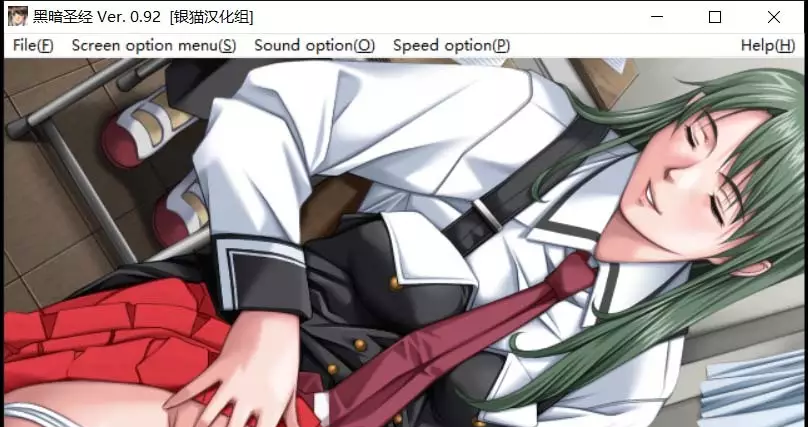 黑暗圣经 Ver. 0.92 [银猫汉化组]
File(F) Screen option menu(S) Sound option(O) Speed option(P) Help(H)